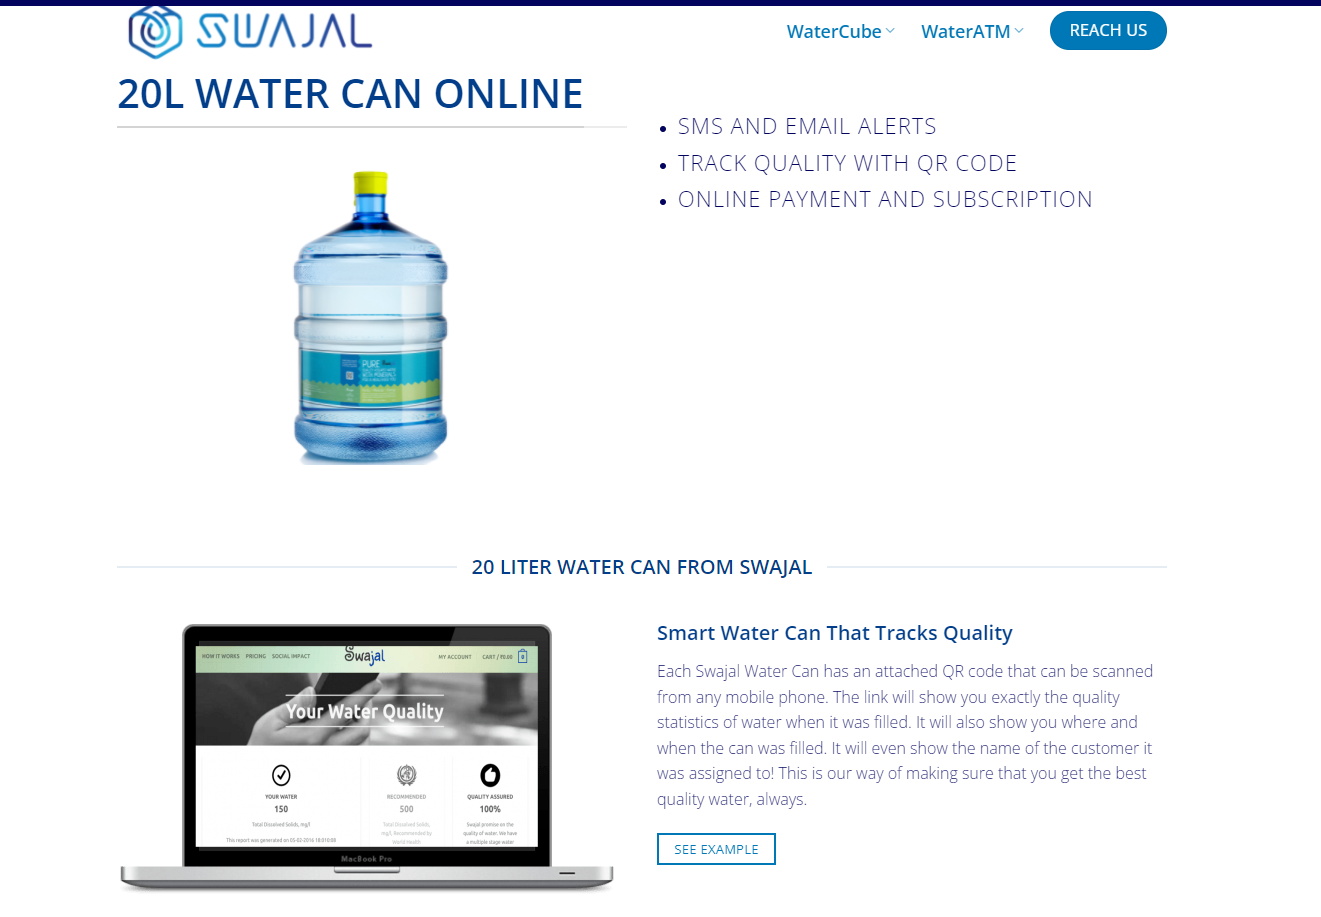 SWAJAL
WaterCube
WaterATM
REACH US
20L WATER CAN ONLINE
SMS AND EMAIL ALERTS
TRACK QUALITY WITH QR CODE
ONLINE PAYMENT AND SUBSCRIPTION
PURE
20 LITER WATER CAN FROM SWAJAL
HOW IT WORKS PRICING SOCIAL IMPACT
Swajal
MY ACCOUNT CART / ₹0.00 0
Your Water Quality
YOUR WATER
150
Total Dissolved Solids, mg/l
This report was generated on 05-02-2016 18:010:08
RECOMMENDED
500
Total Dissolved Solids,
mg/l, Recommended by
World Health
QUALITY ASSURED
100%
Swajal promise on the
quality of water. We have
a multiple stage water
MacBook Pro
Smart Water Can That Tracks Quality
Each Swajal Water Can has an attached QR code that can be scanned
from any mobile phone. The link will show you exactly the quality
statistics of water when it was filled. It will also show you where and
when the can was filled. It will even show the name of the customer it
was assigned to! This is our way of making sure that you get the best
quality water, always.
SEE EXAMPLE